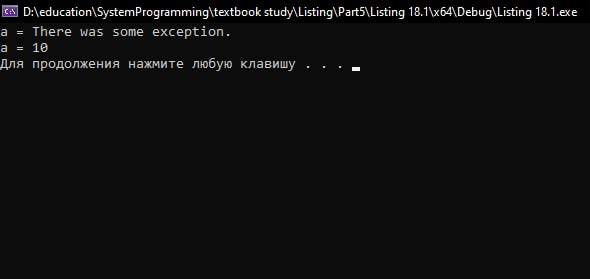 D:\education\SystemProgramming\textbook study\Listing\Part5\Listing 18.1\x64\Debug\Listing 18.1.exe
a = There was some exception.
a = 10
Для продолжения нажмите любую клавишу . . .